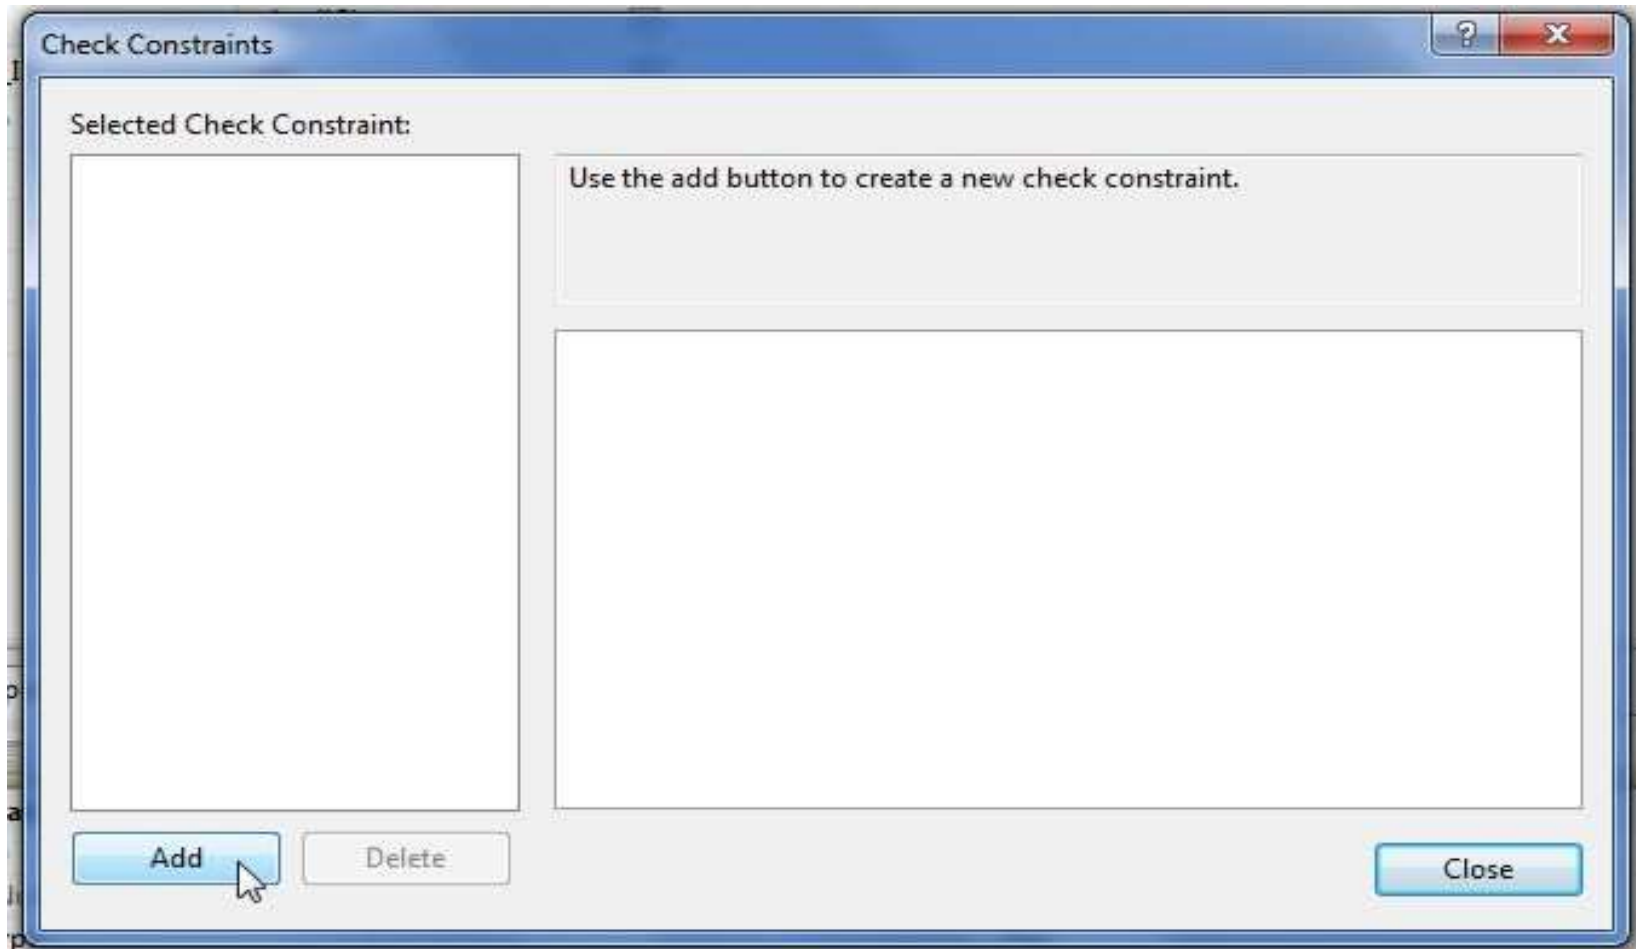 Check Constraints
?
Selected Check Constraint:
Use the add button to create a new check constraint.
Add
Delete
Close